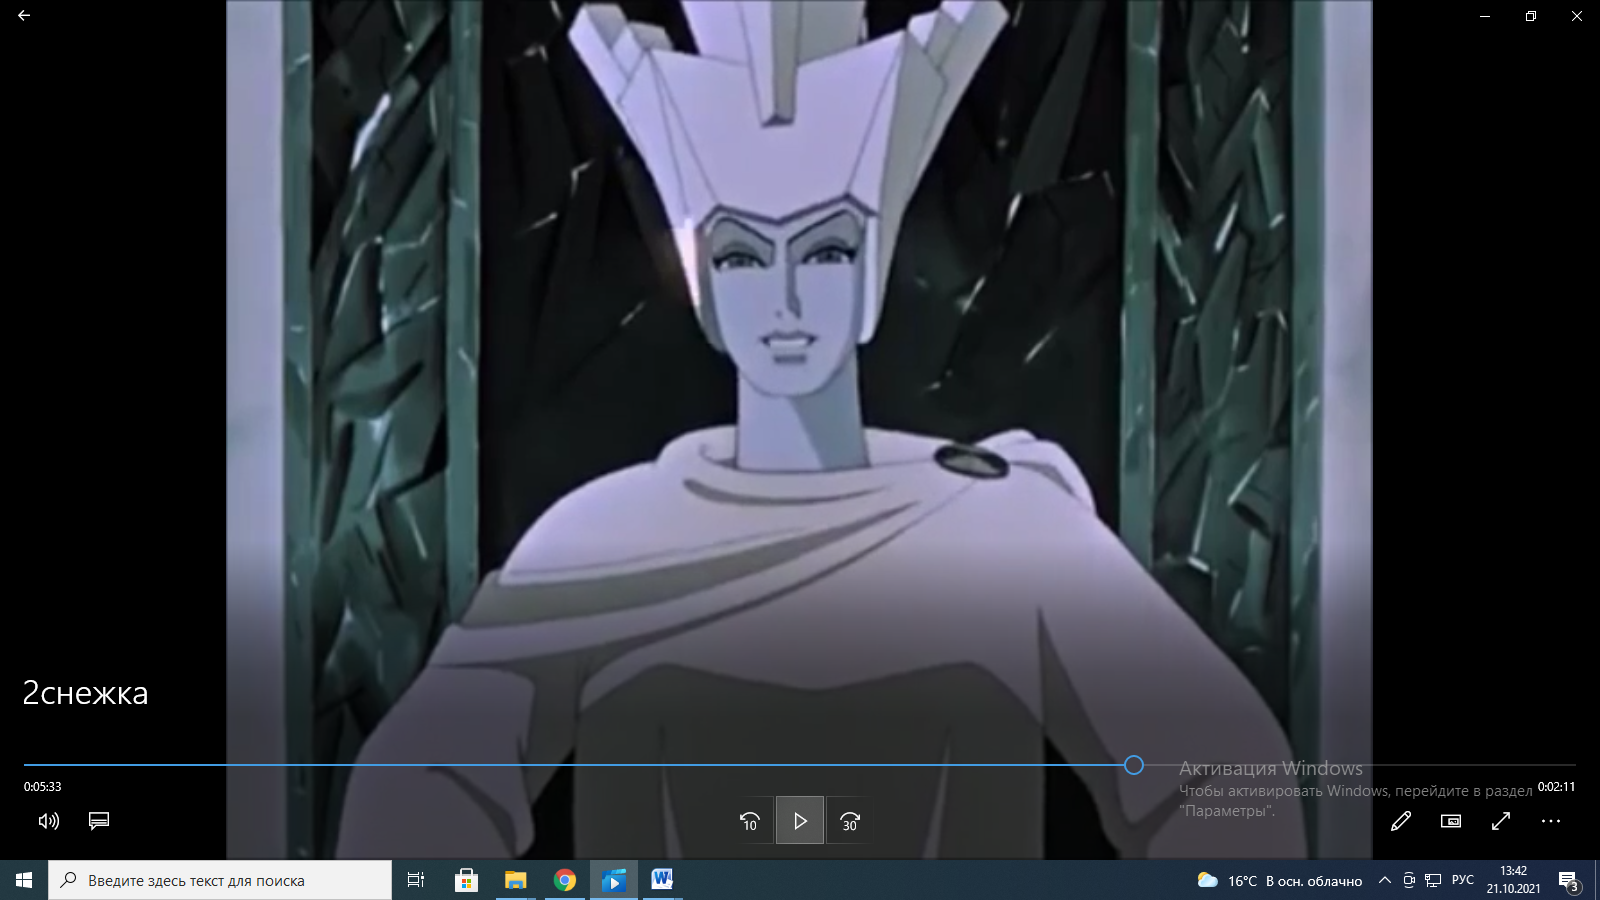 2снежка
Активация Windows
0:05:33
Чтобы активировать Windows, перейдите в раздел
0:02:11
"Параметры".
10
30
Введите здесь текст для поиска
W
16°C В осн. облачно
РУС
13:42
21.10.2021
3